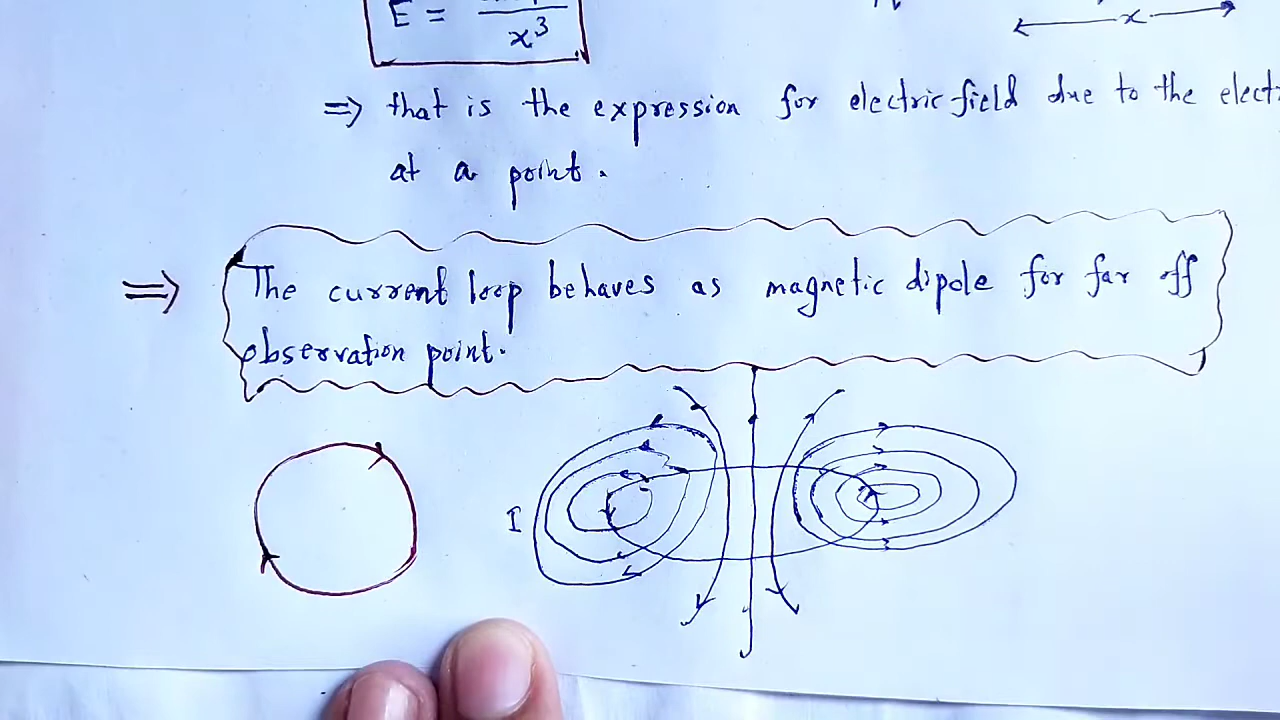 E = x³
x
=> that is the expression for electric field due to the
at a point.
=> The current loop behaves as magnetic dipole for far off
observation point.
I